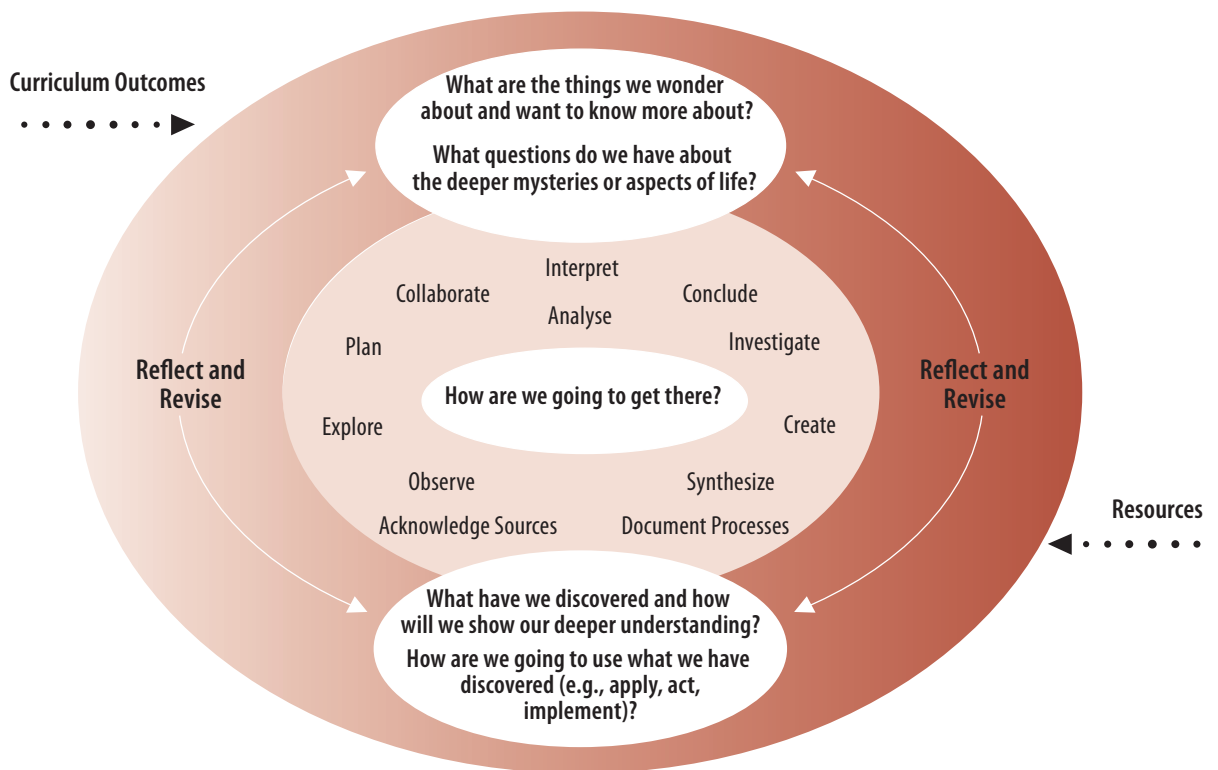 Curriculum Outcomes
What are the things we wonder
about and want to know more about?
What questions do we have about
the deeper mysteries or aspects of life?
Interpret
Collaborate
Conclude
Analyse
Plan
Investigate
Reflect and
Revise
How are we going to get there?
Reflect and
Revise
Explore
Create
Observe
Synthesize
Acknowledge Sources
Document Processes
Resources
What have we discovered and how
will we show our deeper understanding?
How are we going to use what we have
discovered (e.g., apply, act,
implement)?